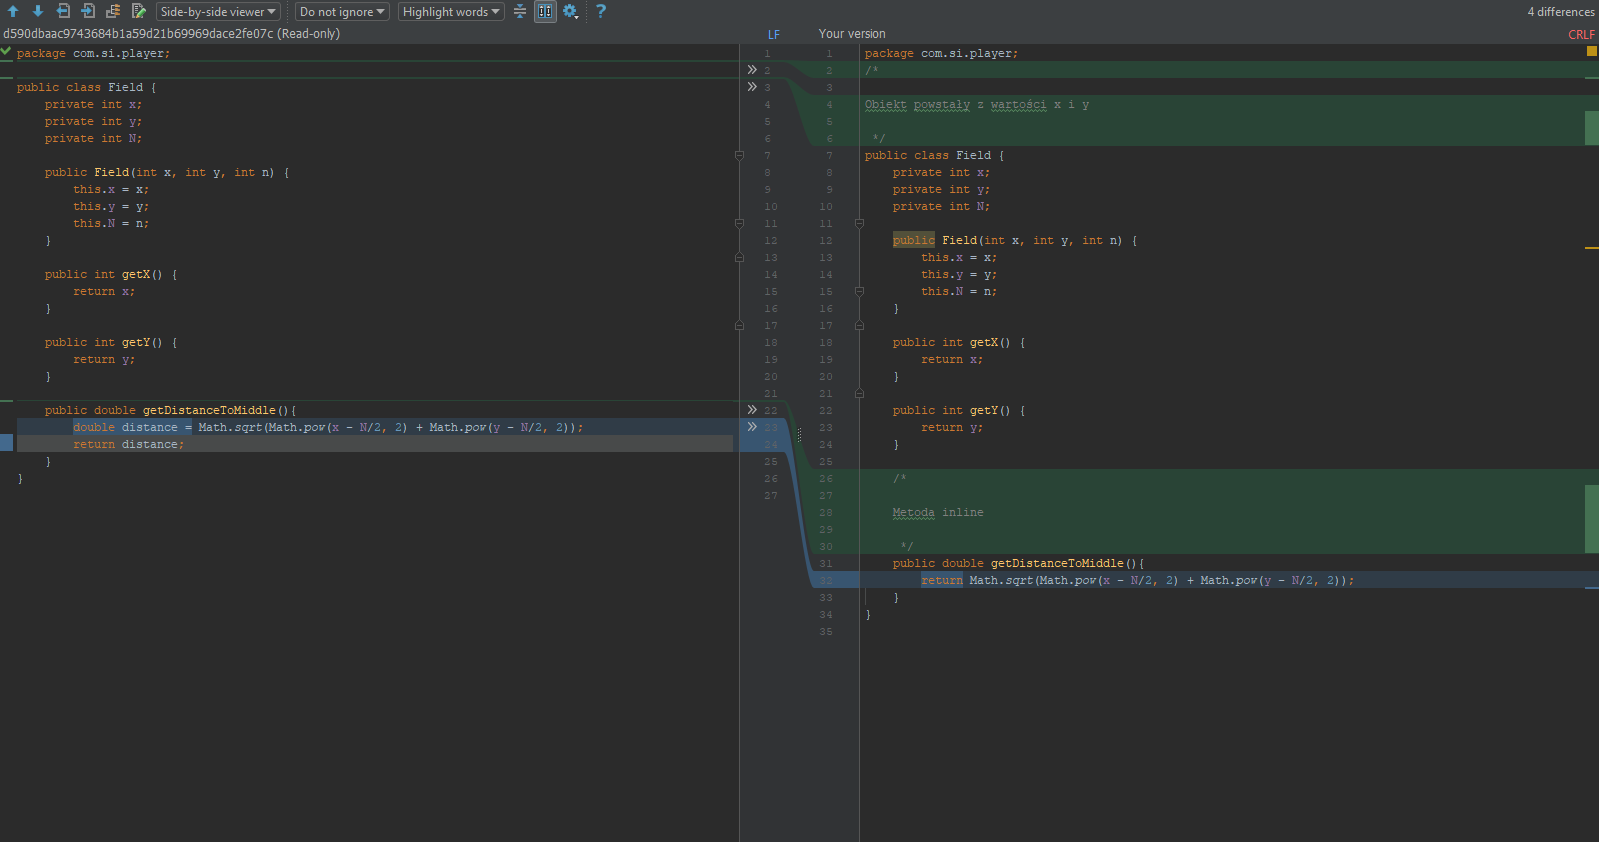 Side-by-side viewer
Do not ignore
Highlight words
?
4 differences
d590dbaac9743684b1a59d21b69969dace2fe07c (Read-only)
LF
Your version
CRLF
package com.si.player;
public class Field {
private int x;
private int y;
private int N;
public Field(int x, int y, int n) {
this.x = x;
this.y = y;
this.N = n;
}
public int getX() {
return x;
}
public int getY() {
return y;
}
public double getDistanceToMiddle(){
double distance = Math.sqrt(Math.pow(x - N/2, 2) + Math.pow(y - N/2, 2));
return distance;
}
}
1
2
3
4
5
6
7
8
9
10
11
12
13
14
15
16
17
18
19
20
21
22
23
24
25
26
27
1
2
3
4
5
6
7
8
9
10
11
12
13
14
15
16
17
18
19
20
21
22
23
24
25
26
27
28
29
30
31
32
33
34
35
package com.si.player;
/*
Obiekt powstały z wartości x i y
*/
public class Field {
private int x;
private int y;
private int N;
public Field(int x, int y, int n) {
this.x = x;
this.y = y;
this.N = n;
}
public int getX() {
return x;
}
public int getY() {
return y;
}
/*
Metoda inline
*/
public double getDistanceToMiddle(){
return Math.sqrt(Math.pow(x - N/2, 2) + Math.pow(y - N/2, 2));
}
}